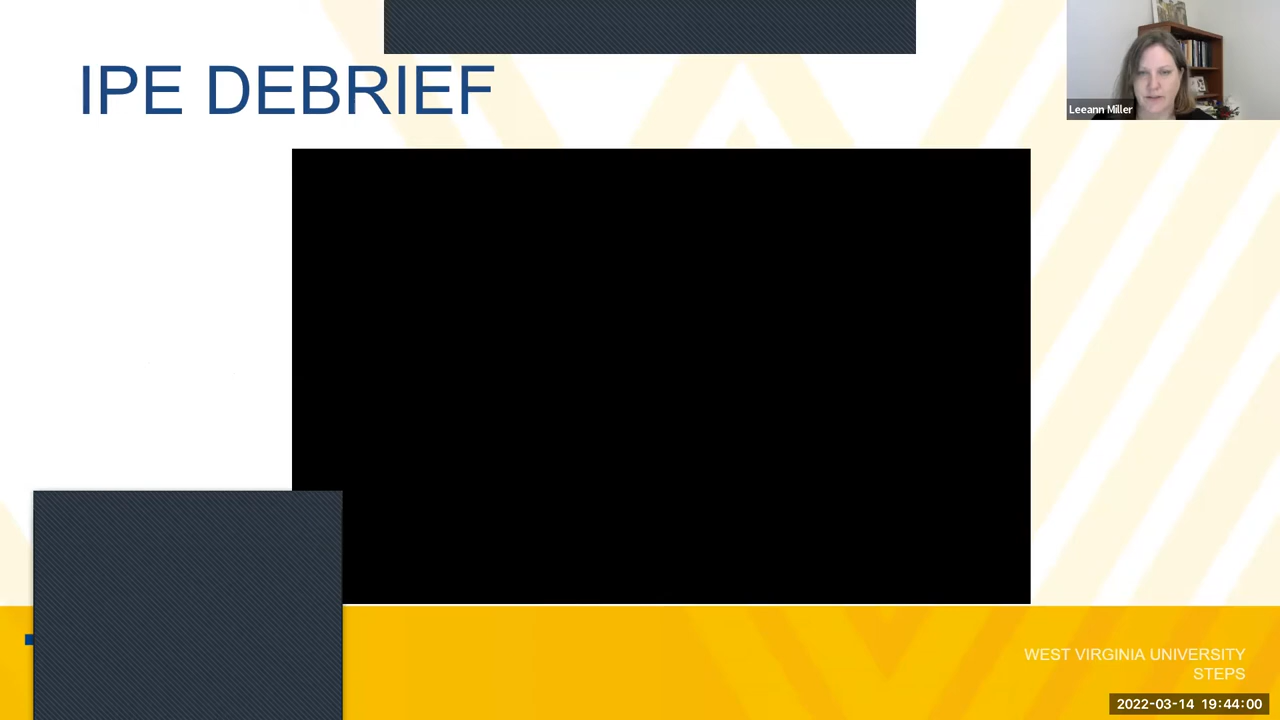 IPE DEBRIEF
Leeann Miller
WEST VIRGINIA UNIVERSITY
STEPS
2022-03-14 19:44:00